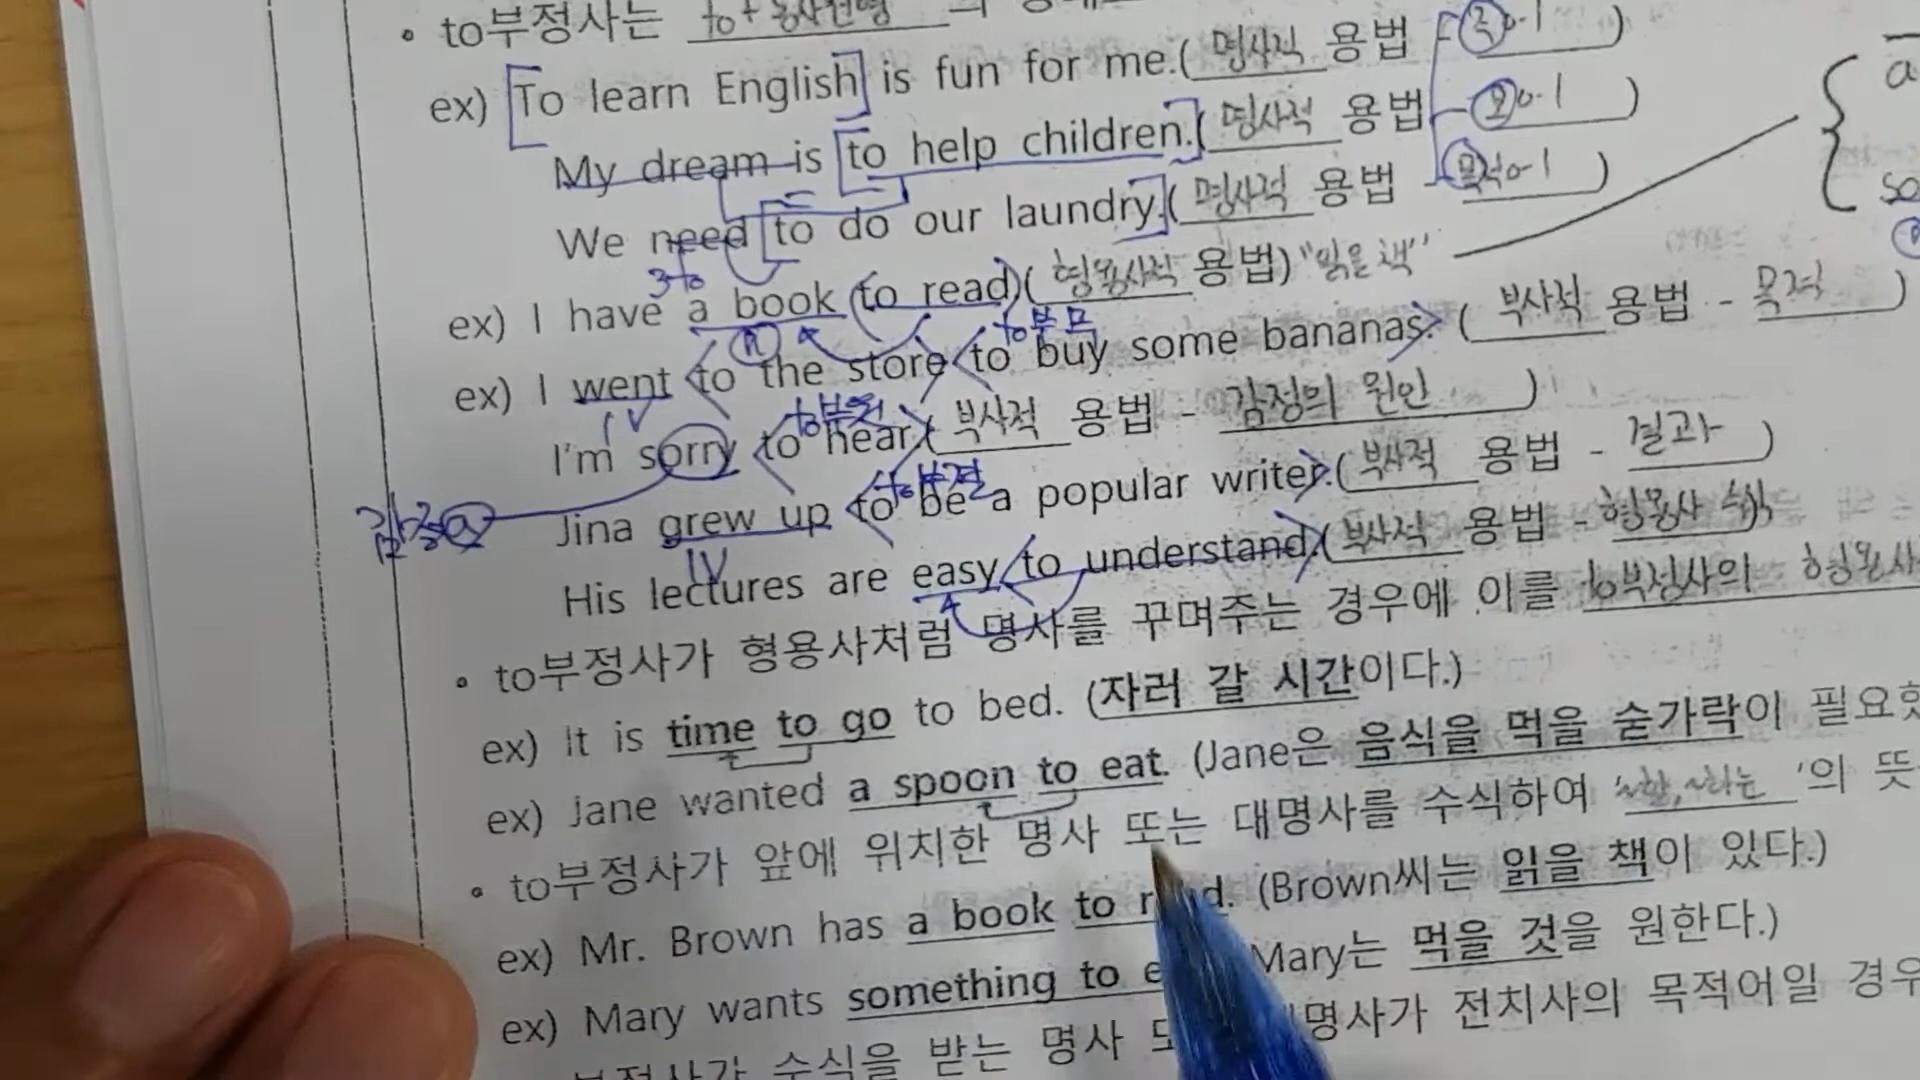 • to부정사는 to + 동사원형의
ex) To learn English is fun for me.(명사적 용법 - 주어)
My dream is to help children.(명사적 용법 - 보어)
We need to do our laundry.(명사적 용법 - 목적어)
ex) I have a book to read(형용사적 용법) "읽을 책"
ex) I went to the store to buy some bananas.(부사적 용법 - 목적)
I'm sorry to hear.(부사적 용법 - 감정의 원인)
Jina grew up to be a popular writer.(부사적 용법 - 결과)
His lectures are easy to understand.(부사적 용법 - 형용사 수식)
• to부정사가 형용사처럼 명사를 꾸며주는 경우에 이를 to부정사의 형용사
ex) It is time to go to bed. (자러 갈 시간이다.)
ex) Jane wanted a spoon to eat. (Jane은 음식을 먹을 숟가락이 필요했
• to부정사가 앞에 위치한 명사 또는 대명사를 수식하여 '~할, ~하는'의 뜻
ex) Mr. Brown has a book to (Brown씨는 읽을 책이 있다.)
ex) Mary wants something to Mary는 먹을 것을 원한다.)
수식을 받는 명사 명사가 전치사의 목적어일 경우